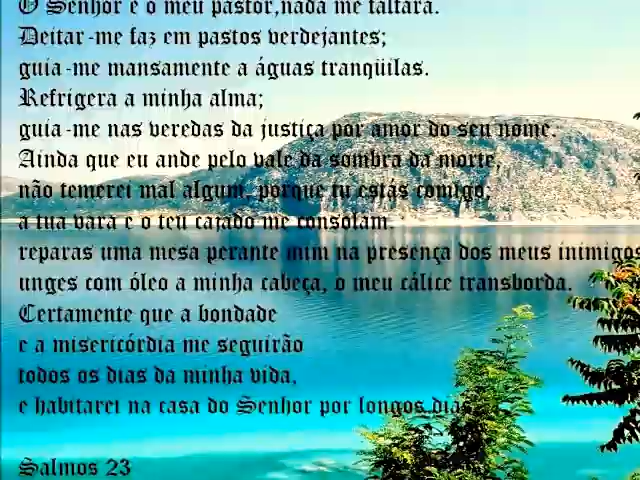 O Senhor é o meu pastor,nada me faltará.
Deitar-me faz em pastos verdejantes;
guia-me mansamente a águas tranqüilas.
Refrigera a minha alma;
guia-me nas veredas da justiça por amor do seu nome.
Ainda que eu ande pelo vale da sombra da morte,
não temerei mal algum, porque tu estás comigo;
a tua vara e o teu cajado me consolam.
reparas uma mesa perante mim na presença dos meus inimigos
unges com óleo a minha cabeça, o meu cálice transborda.
Certamente que a bondade
e a misericórdia me seguirão
todos os dias da minha vida,
e habitarei na casa do Senhor por longos dias
Salmos 23